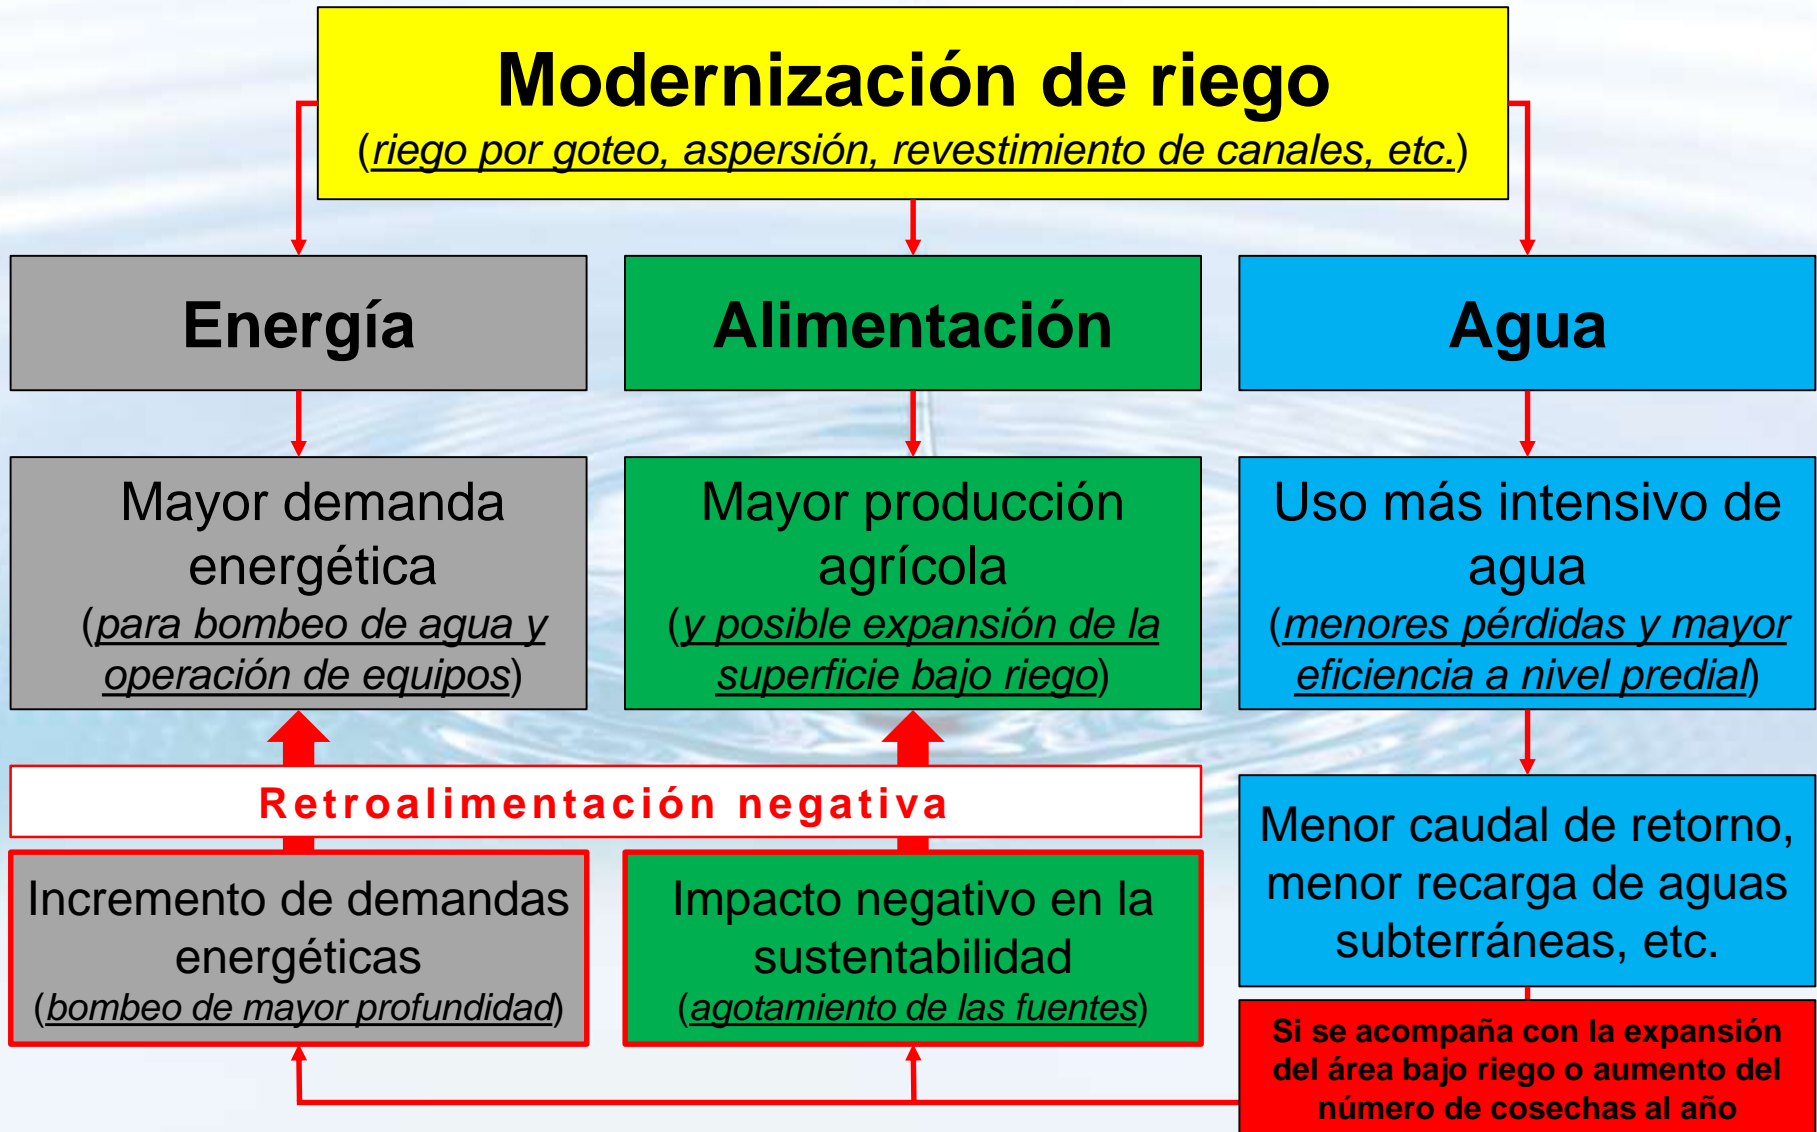 Modernización de riego
(riego por goteo, aspersión, revestimiento de canales, etc.)
Energía
Alimentación
Agua
Mayor demanda
energética
(para bombeo de agua y
operación de equipos)
Mayor producción
agrícola
(y posible expansión de la
superficie bajo riego)
Uso más intensivo de
agua
(menores pérdidas y mayor
eficiencia a nivel predial)
Retroalimentación negativa
Incremento de demandas
energéticas
(bombeo de mayor profundidad)
Impacto negativo en la
sustentabilidad
(agotamiento de las fuentes)
Menor caudal de retorno,
menor recarga de aguas
subterráneas, etc.
Si se acompaña con la expansión
del área bajo riego o aumento del
número de cosechas al año